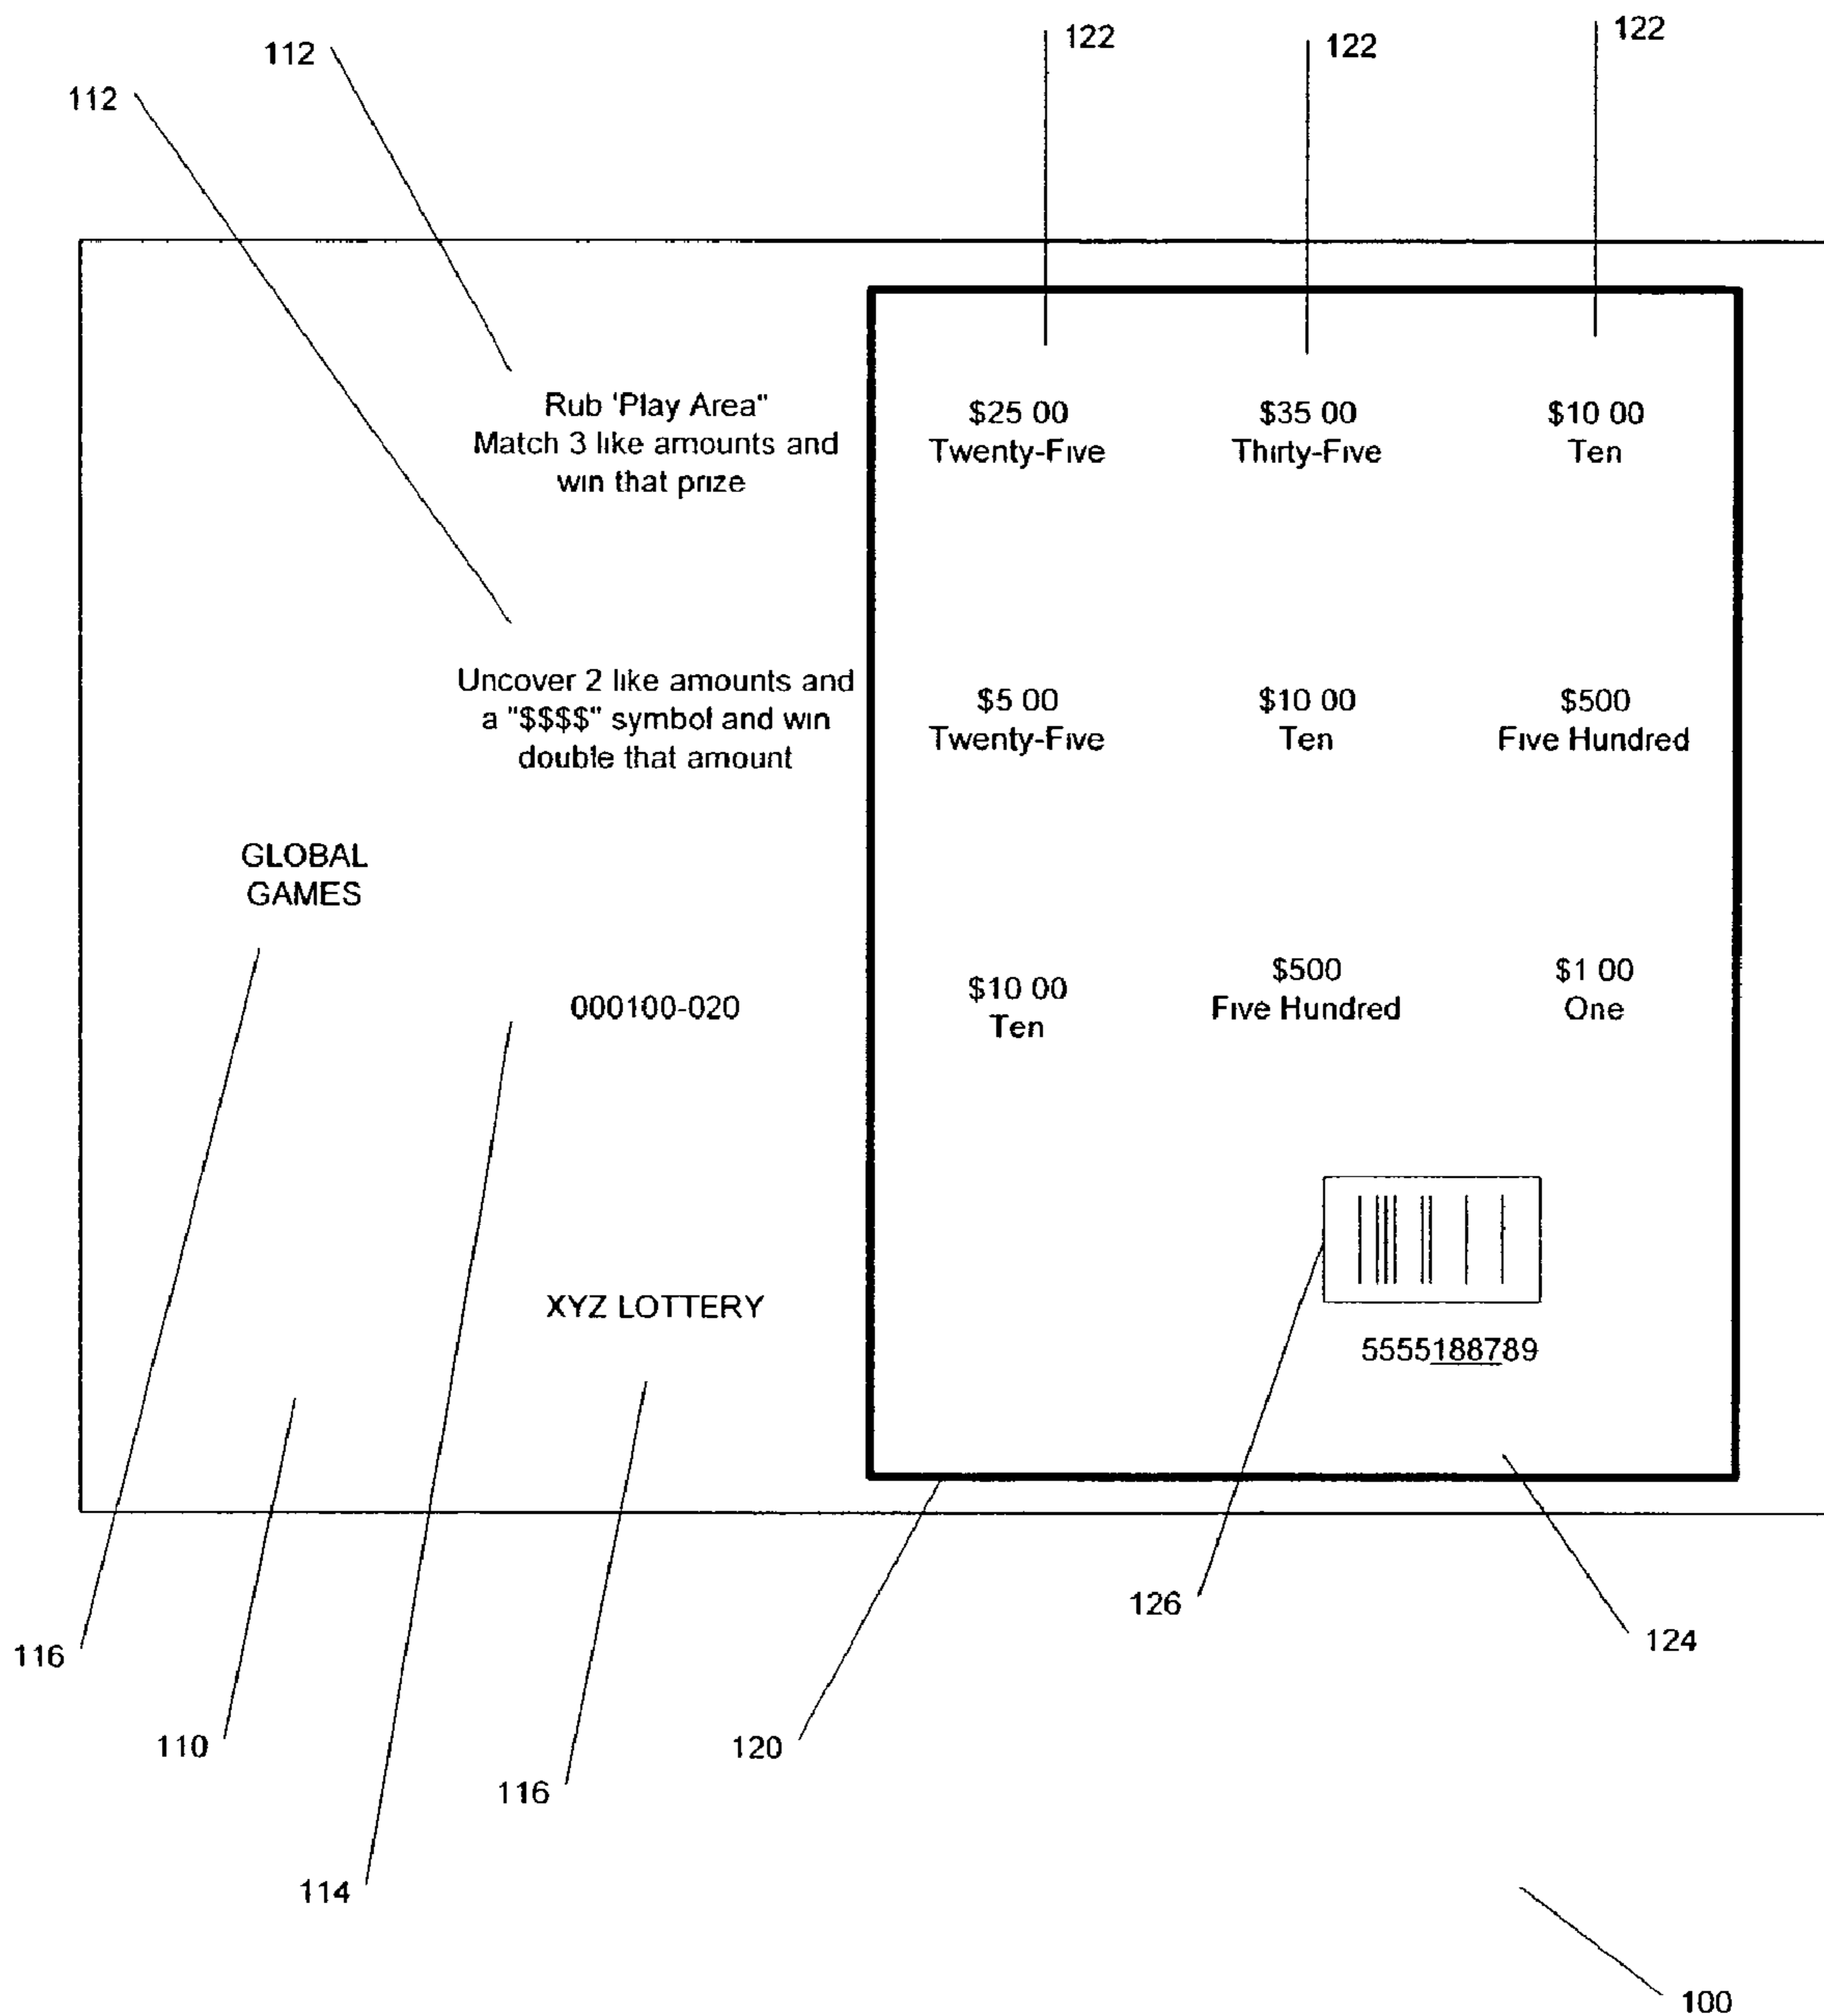 112
112
122
122
122
Rub 'Play Area"
Match 3 like amounts and
win that prize
Uncover 2 like amounts and
a "$$$$" symbol and win
double that amount
GLOBAL
GAMES
000100-020
XYZ LOTTERY
$25 00
Twenty-Five
$35 00
Thirty-Five
$10 00
Ten
$5 00
Twenty-Five
$10 00
Ten
$500
Five Hundred
$10 00
Ten
$500
Five Hundred
$1 00
One
5555188789
126
124
116
110
120
116
114
100